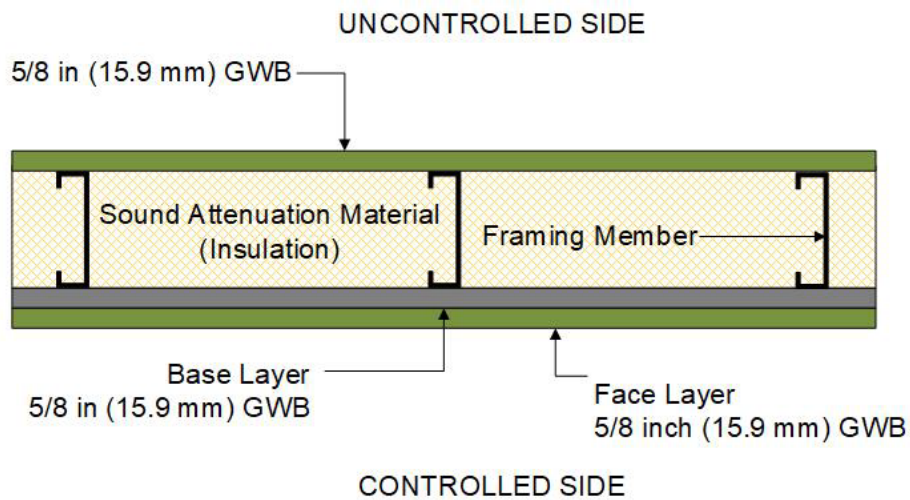 UNCONTROLLED SIDE
5/8 in (15.9 mm) GWB
Sound Attenuation Material
(Insulation)
Framing Member
Base Layer
5/8 in (15.9 mm) GWB
Face Layer
5/8 inch (15.9 mm) GWB
CONTROLLED SIDE